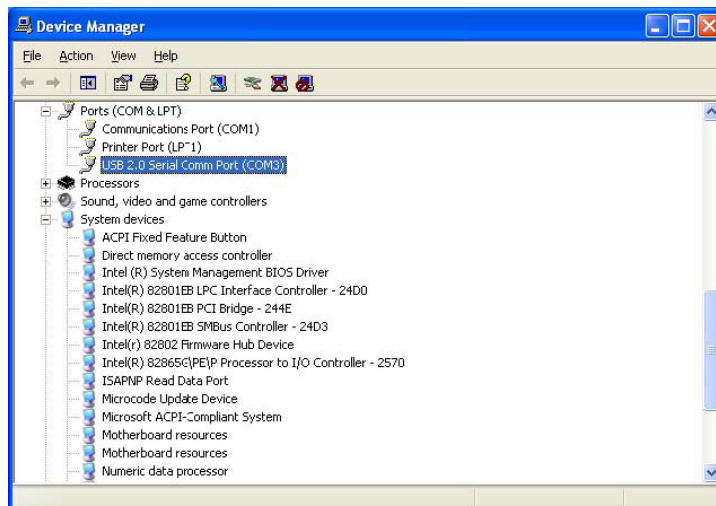 Device Manager
File Action View Help
Ports (COM & LPT)
Communications Port (COM1)
Printer Port (LPT1)
USB 2.0 Serial Comm Port (COM3)
Processors
Sound, video and game controllers
System devices
ACPI Fixed Feature Button
Direct memory access controller
Intel (R) System Management BIOS Driver
Intel(R) 82801EB LPC Interface Controller - 24D0
Intel(R) 82801EB PCI Bridge - 244E
Intel(R) 82801EB SMBus Controller - 24D3
Intel(r) 82802 Firmware Hub Device
Intel(R) 82865G\PE\P Processor to I/O Controller - 2570
ISAPNP Read Data Port
Microcode Update Device
Microsoft ACPI-Compliant System
Motherboard resources
Motherboard resources
Numeric data processor